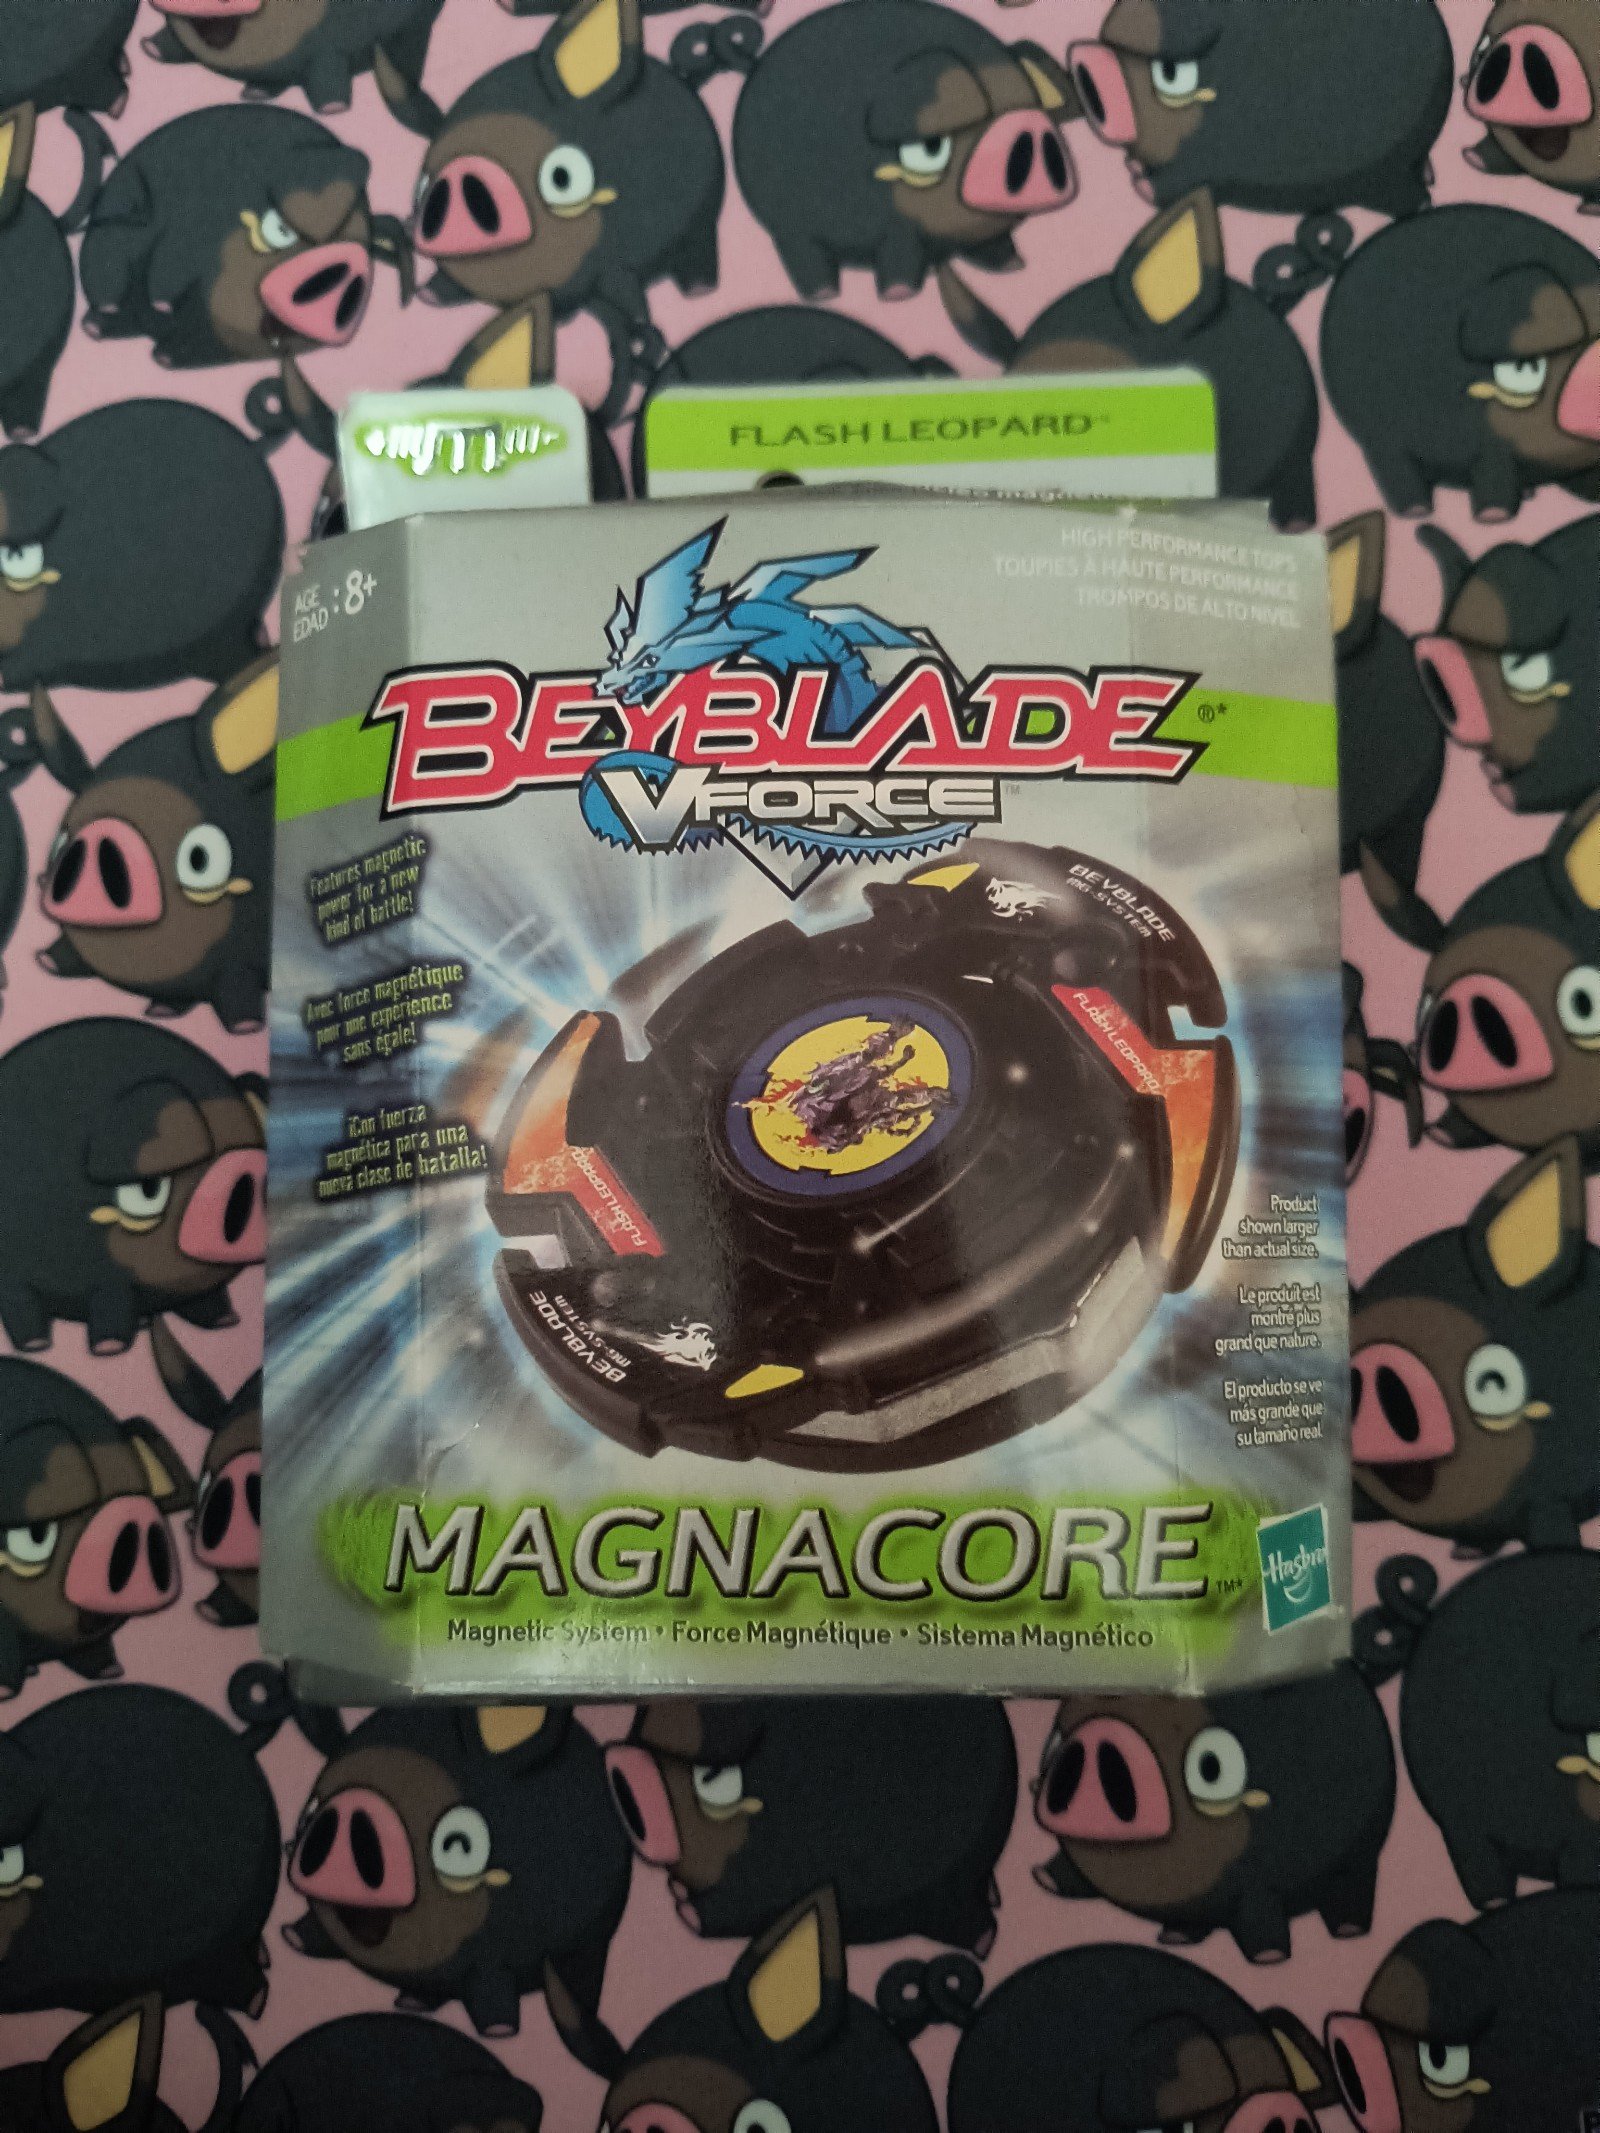 FLASH LEOPARD™
AGE
EDAD : 8+
HIGH PERFORMANCE TOPS
TOUPIES À HAUTE PERFORMANCE
TROMPOS DE ALTO NIVEL
BEYBLADE®*
VFORCE™
Features magnetic
power for a new
kind of battle!
Avec force magnétique
pour une expérience
sans égale!
¡Con fuerza
magnética para una
nueva clase de batalla!
BEYBLADE
MG-SYSTEM
FLASH LEOPARD
FLASH LEOPARD
BEYBLADE
MG-SYSTEM
Product
shown larger
than actual size.
Le produit est
montré plus
grand que nature.
El producto se ve
más grande que
su tamaño real.
MAGNACORE™*
Hasbro
Magnetic System • Force Magnétique • Sistema Magnético